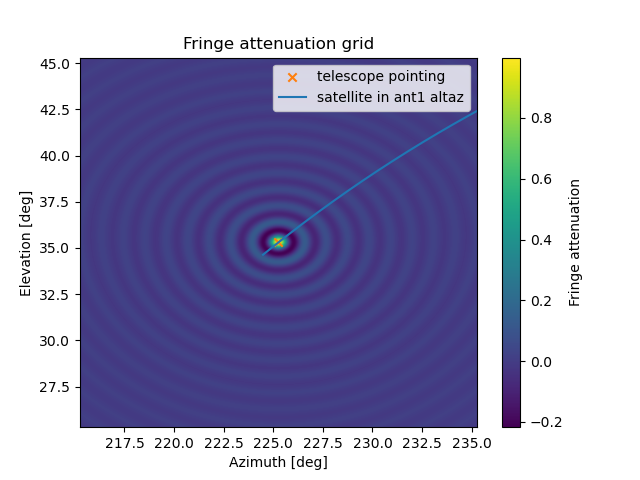 Fringe attenuation grid
telescope pointing
satellite in ant1 altaz
45.0
42.5
40.0
37.5
35.0
32.5
30.0
27.5
Elevation [deg]
217.5 220.0 222.5 225.0 227.5 230.0 232.5 235.0
Azimuth [deg]
0.8
0.6
0.4
0.2
0.0
−0.2
Fringe attenuation